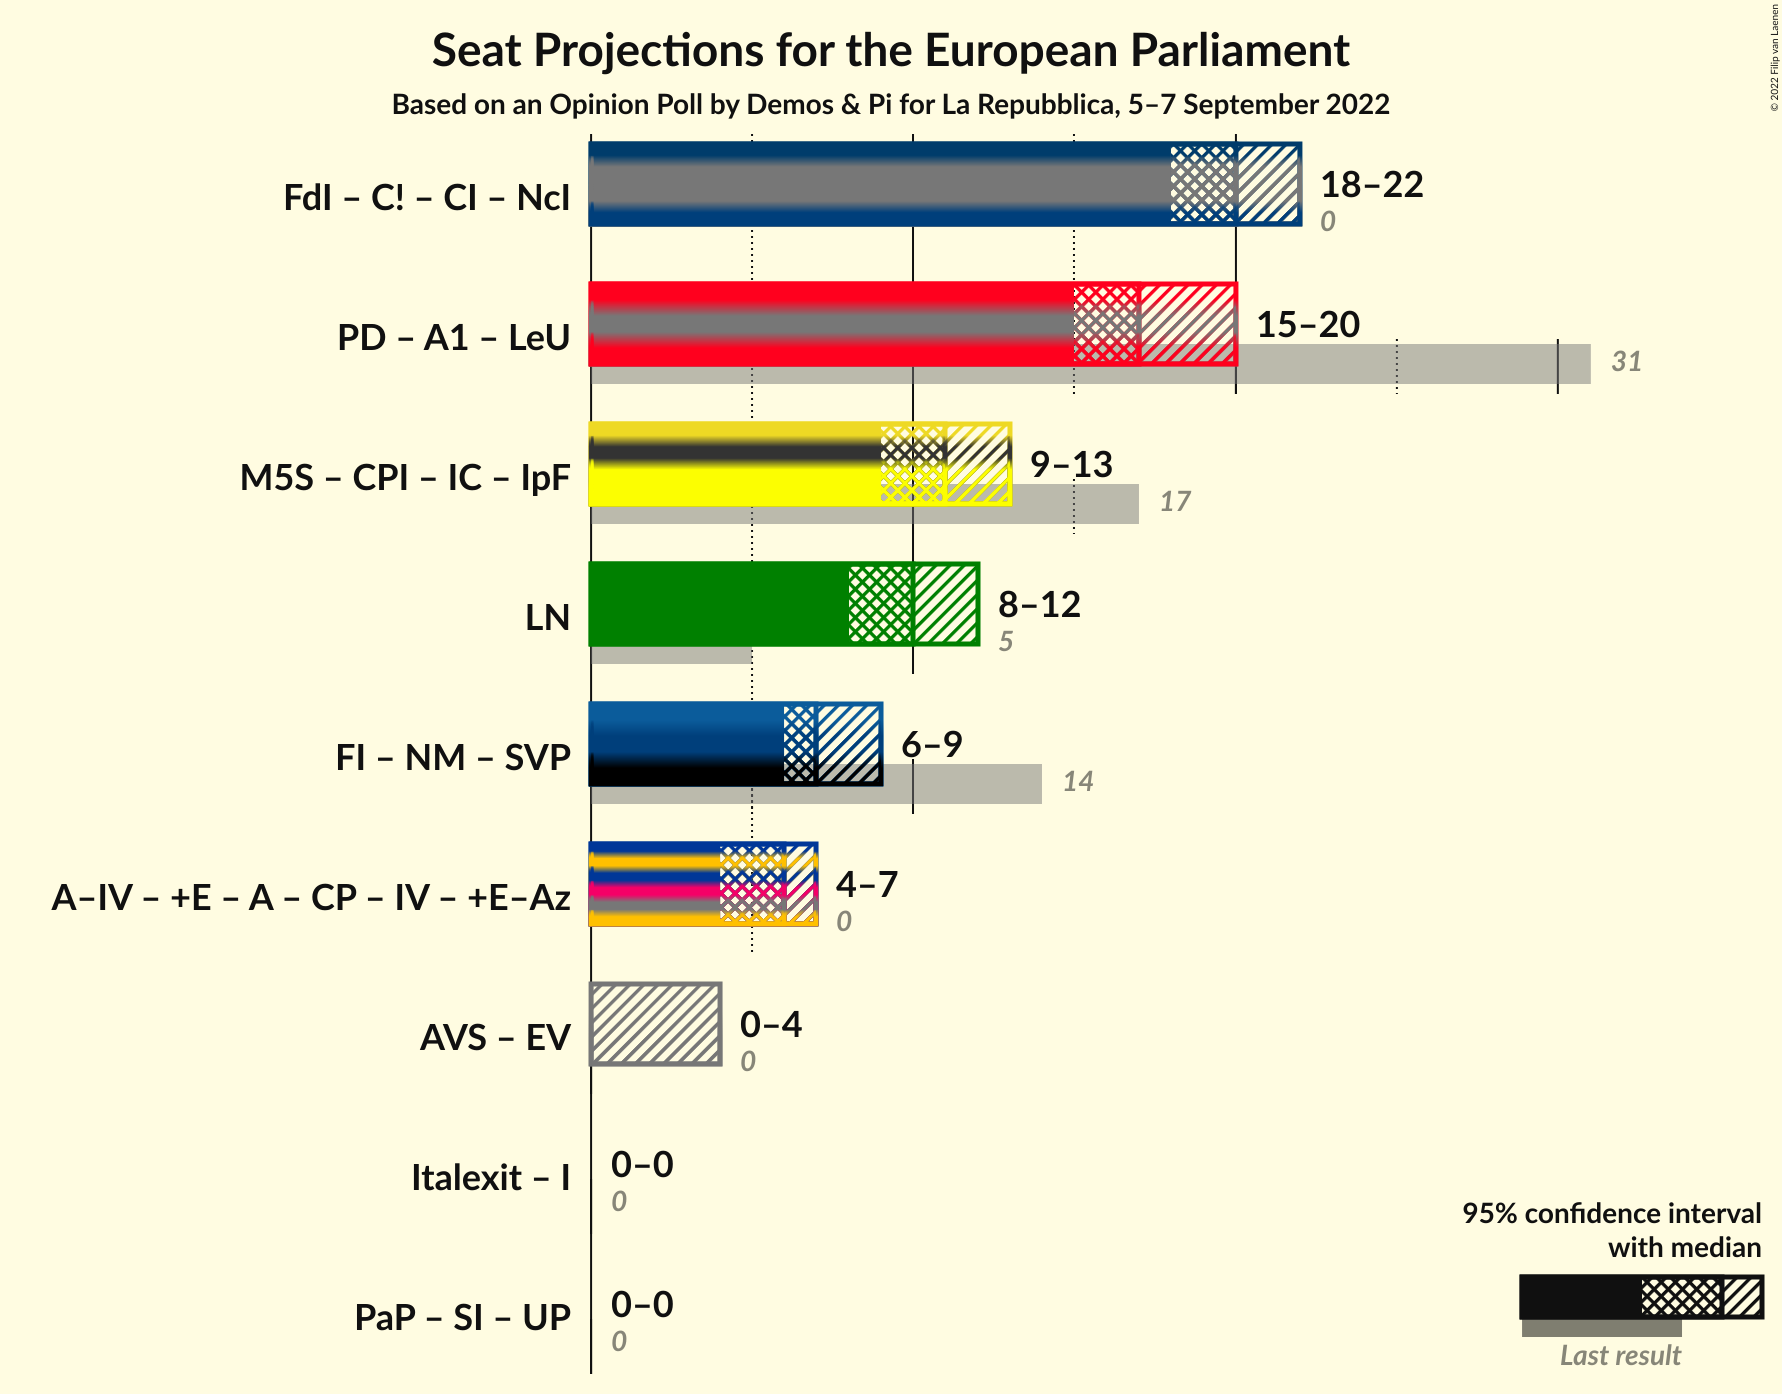 Seat Projections for the European Parliament
Based on an Opinion Poll by Demos & Pi for La Repubblica, 5–7 September 2022
© 2022 Filip van Laenen
FdI – C! – CI – NcI
18–22
0
PD – A1 – LeU
15–20
31
M5S – CPI – IC – IpF
9–13
17
LN
8–12
5
FI – NM – SVP
6–9
14
A–IV – +E – A – CP – IV – +E–Az
4–7
0
AVS – EV
0–4
0
Italexit – I
0–0
0
PaP – SI – UP
0–0
0
95% confidence interval
with median
Last result